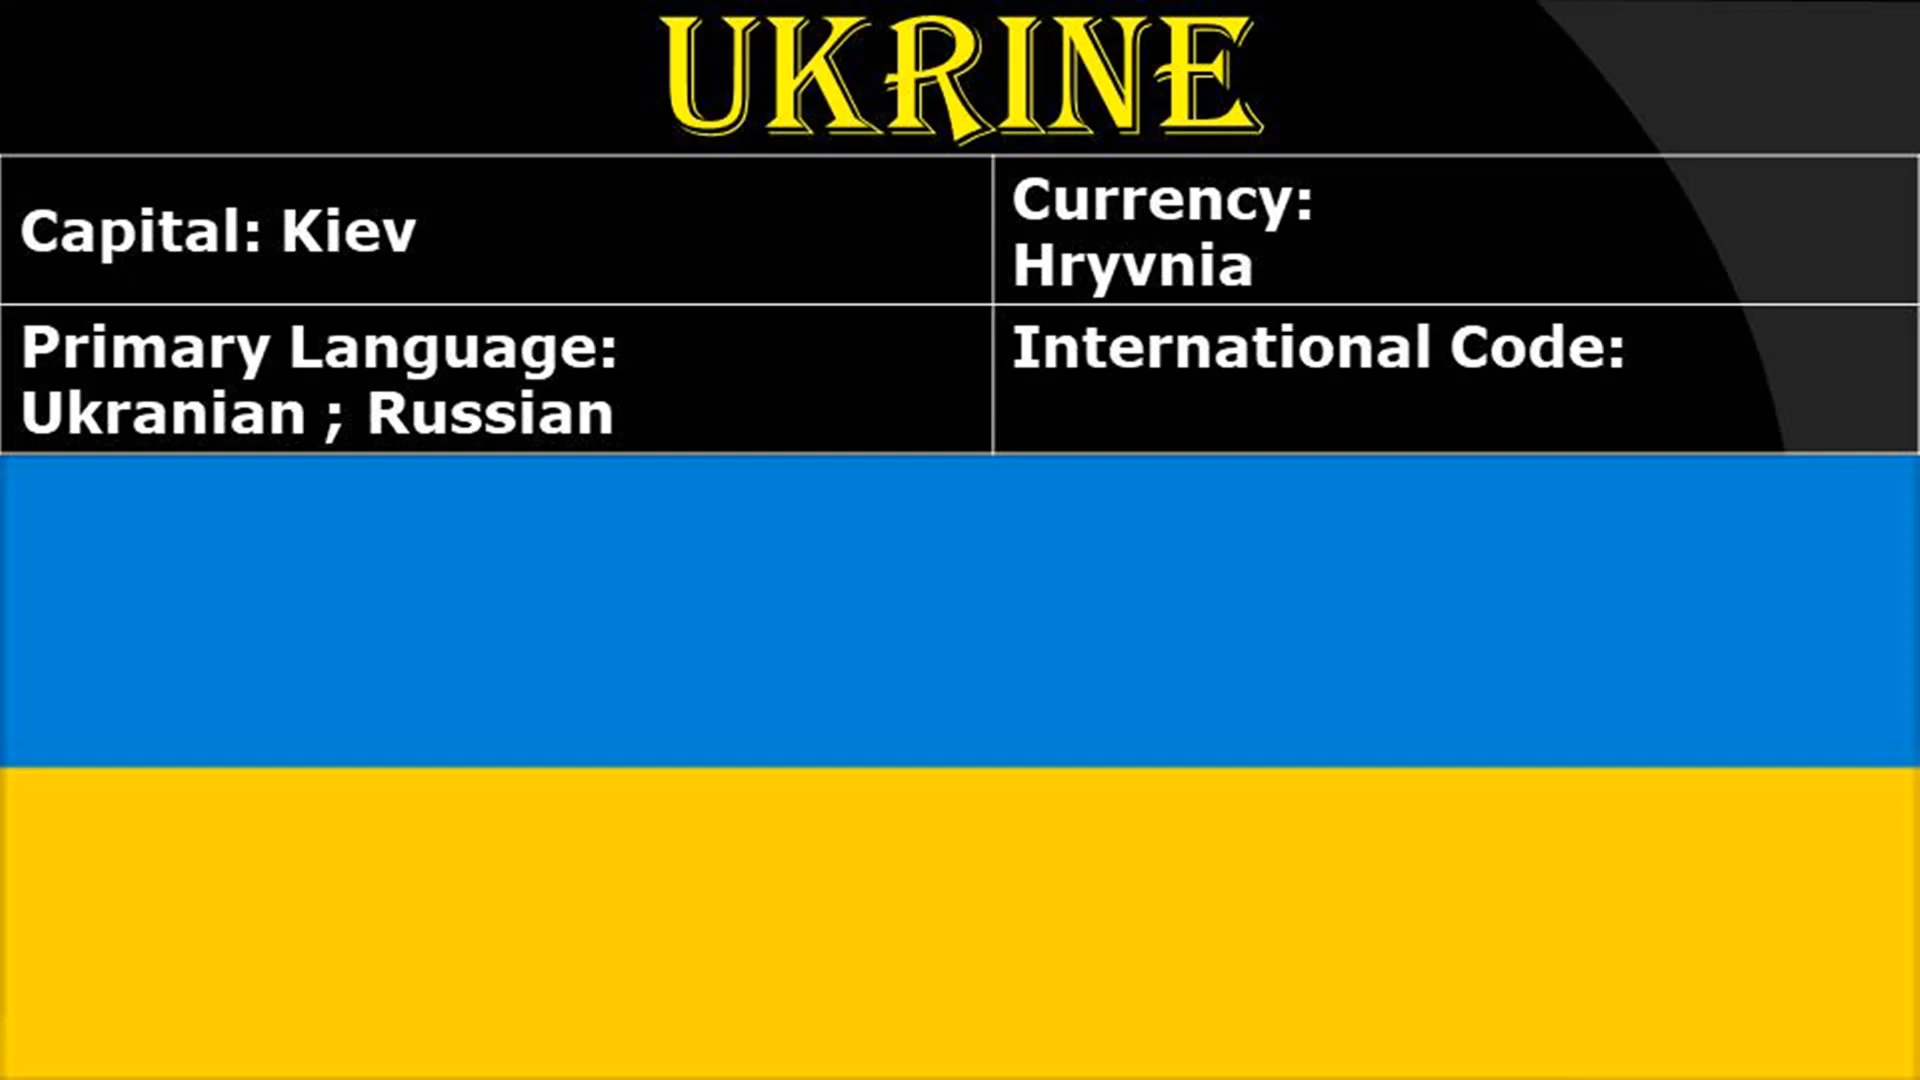 UKRINE
Capital: Kiev
Currency:
Hryvnia
Primary Language:
Ukranian ; Russian
International Code: